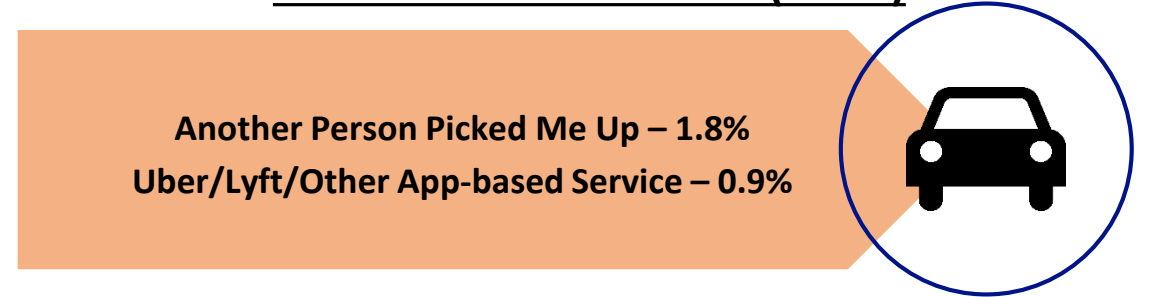 Another Person Picked Me Up – 1.8%
Uber/Lyft/Other App-based Service – 0.9%